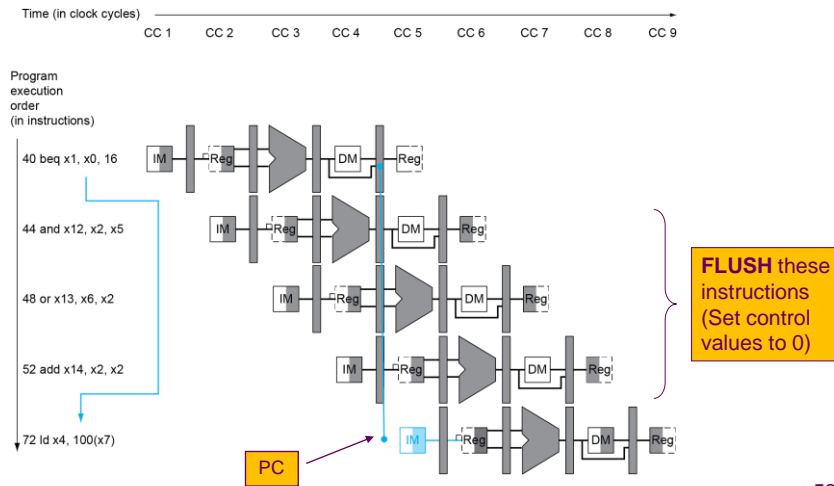 Time (in clock cycles)
CC 1 CC 2 CC 3 CC 4 CC 5 CC 6 CC 7 CC 8 CC 9
Program
execution
order
(in instructions)
40 beq x1, x0, 16
IM Reg DM Reg
44 and x12, x2, x5
IM Reg DM Reg
48 or x13, x6, x2
IM Reg DM Reg
52 add x14, x2, x2
IM Reg DM Reg
72 ld x4, 100(x7)
IM Reg DM Reg
FLUSH these
instructions
(Set control
values to 0)
PC